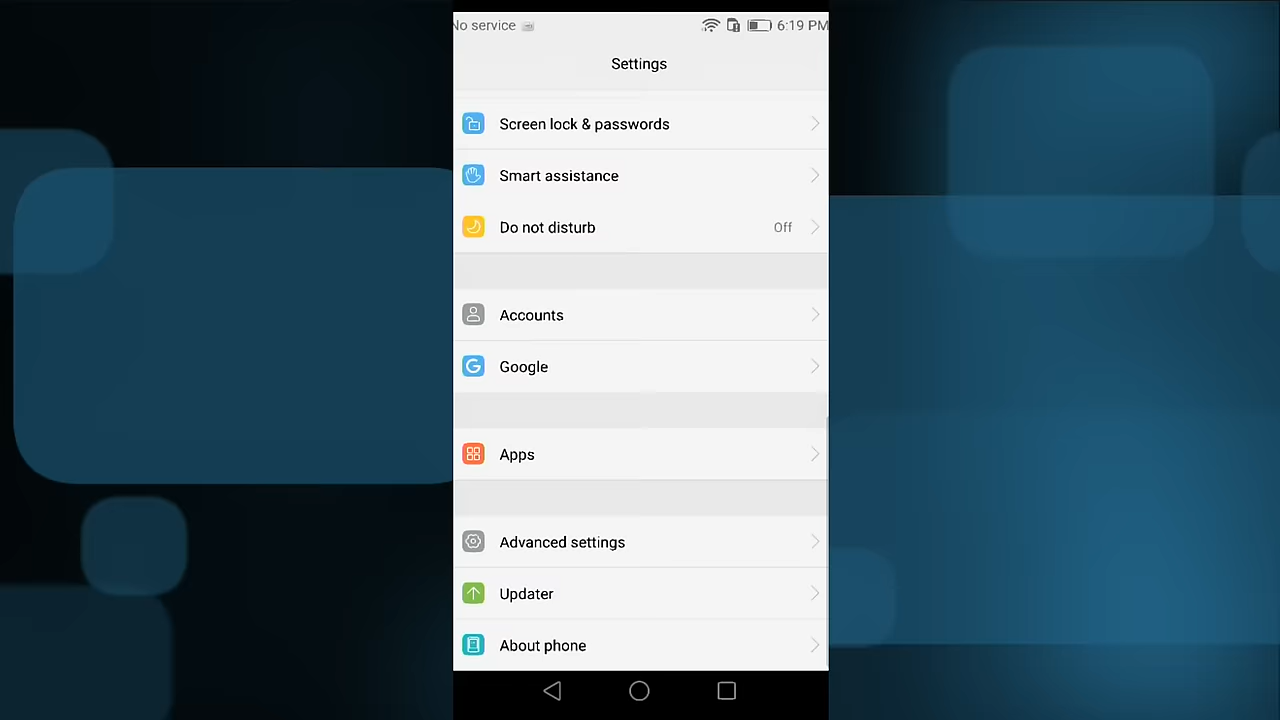 No service 6:19 PM
Settings
Screen lock & passwords
Smart assistance
Do not disturb Off
Accounts
Google
Apps
Advanced settings
Updater
About phone